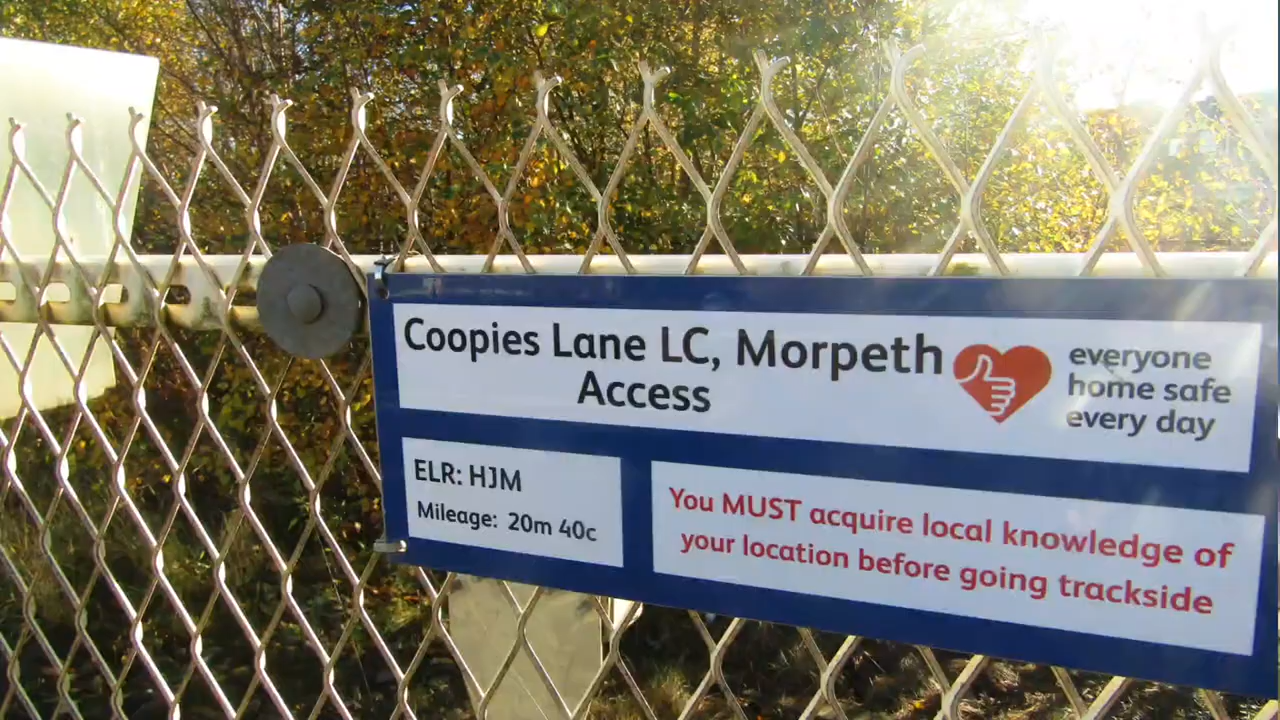 Coopies Lane LC, Morpeth
Access
everyone
home safe
every day
ELR: HJM
Mileage: 20m 40c
You MUST acquire local knowledge of
your location before going trackside